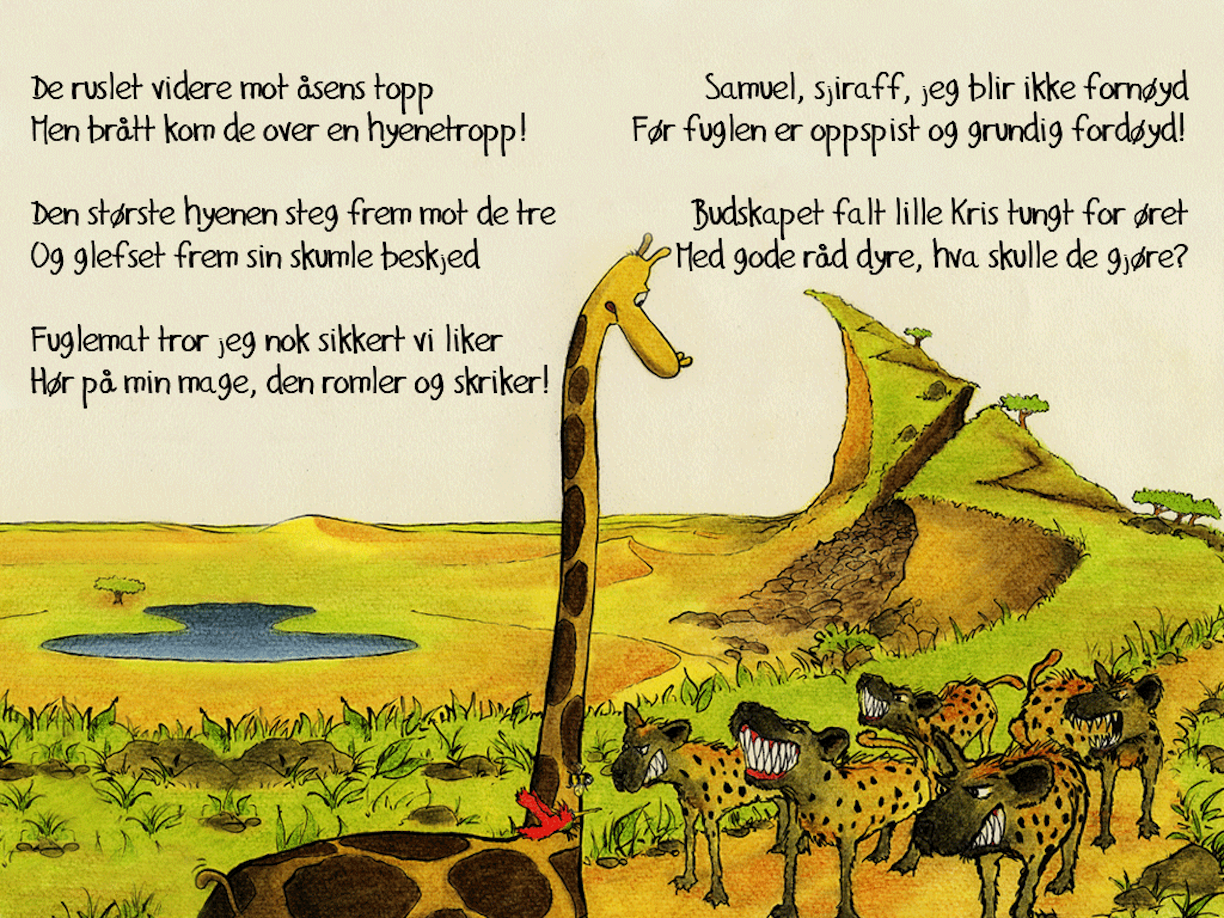 De ruslet videre mot åsens topp
Men brått kom de over en hyenetropp!
Den største hyenen steg frem mot de tre
Og glefset frem sin skumle beskjed
Fuglemat tror jeg nok sikkert vi liker
Hør på min mage, den romler og skriker!
Samuel, sjiraff, jeg blir ikke fornøyd
Før fuglen er oppspist og grundig fordøyd!
Budskapet falt lille Kris tungt for øret
Med gode råd dyre, hva skulle de gjøre?